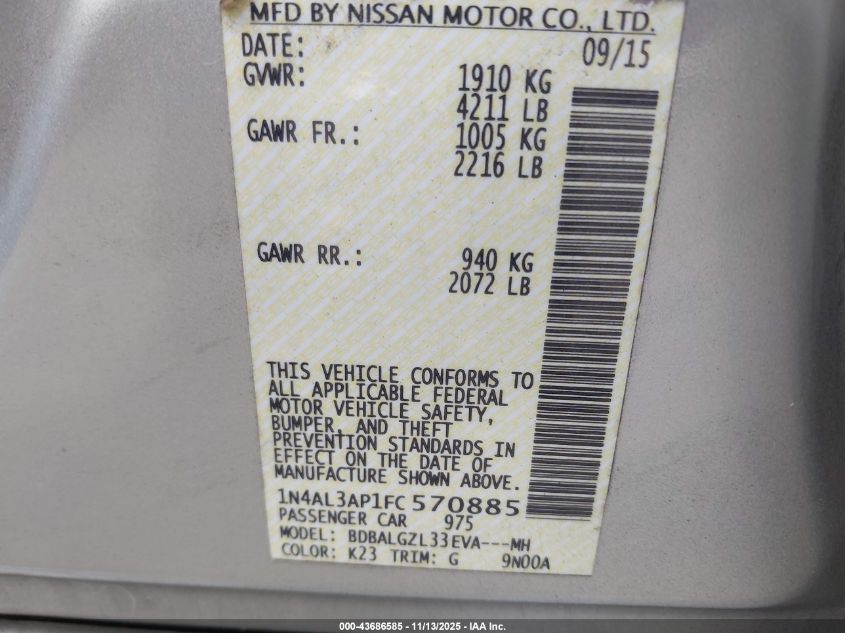 MFD BY NISSAN MOTOR CO., LTD.
DATE: 09/15
GVWR: 1910 KG
4211 LB
GAWR FR.: 1005 KG
2216 LB
GAWR RR.: 940 KG
2072 LB
THIS VEHICLE CONFORMS TO
ALL APPLICABLE FEDERAL
MOTOR VEHICLE SAFETY,
BUMPER, AND THEFT
PREVENTION STANDARDS IN
EFFECT ON THE DATE OF
MANUFACTURE SHOWN ABOVE.
1N4AL3AP1FC570885
PASSENGER CAR 975
MODEL: BDBALGZL33EVA---MH
COLOR: K23 TRIM: G 9N00A
000-43686585 - 11/13/2025 - IAA Inc.